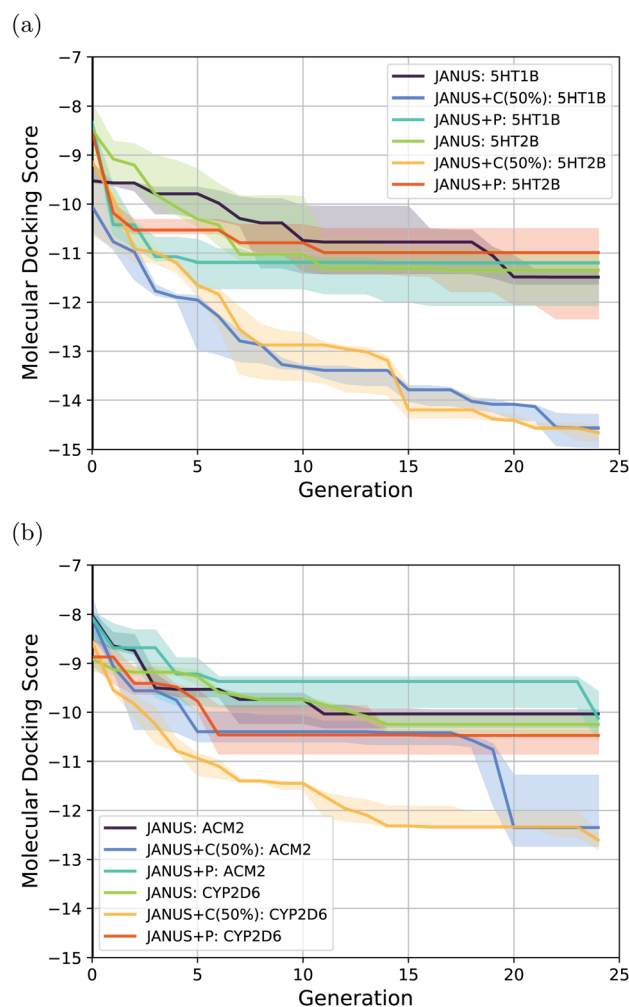 (a)
−7
−8
−9
−10
−11
−12
−13
−14
−15
Molecular Docking Score
JANUS: 5HT1B
JANUS+C(50%): 5HT1B
JANUS+P: 5HT1B
JANUS: 5HT2B
JANUS+C(50%): 5HT2B
JANUS+P: 5HT2B
0 5 10 15 20 25
Generation
(b)
−7
−8
−9
−10
−11
−12
−13
−14
−15
Molecular Docking Score
JANUS: ACM2
JANUS+C(50%): ACM2
JANUS+P: ACM2
JANUS: CYP2D6
JANUS+C(50%): CYP2D6
JANUS+P: CYP2D6
0 5 10 15 20 25
Generation